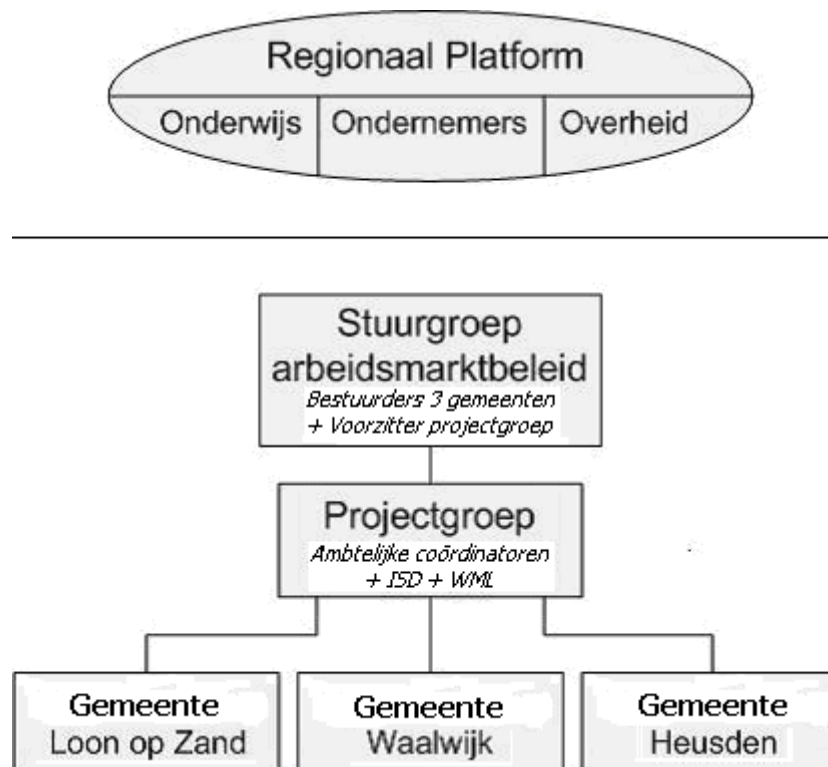 Regionaal Platform
Onderwijs Ondernemers Overheid
Stuurgroep
arbeidsmarktbeleid
Bestuurders 3 gemeenten
+ Voorzitter projectgroep
Projectgroep
Ambtelijke coördinatoren
+ ISD + WML
Gemeente
Loon op Zand
Gemeente
Waalwijk
Gemeente
Heusden